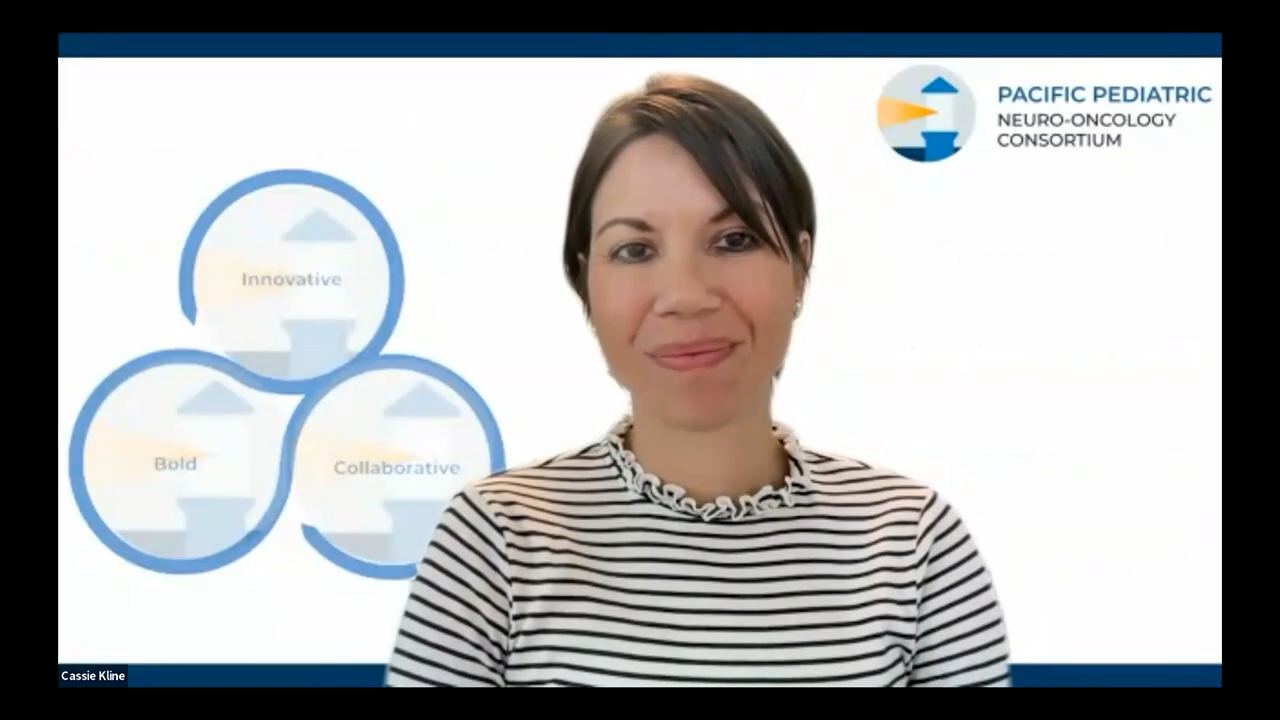 PACIFIC PEDIATRIC
NEURO-ONCOLOGY
CONSORTIUM
Innovative
Bold
Collaborative
Cassie Kline